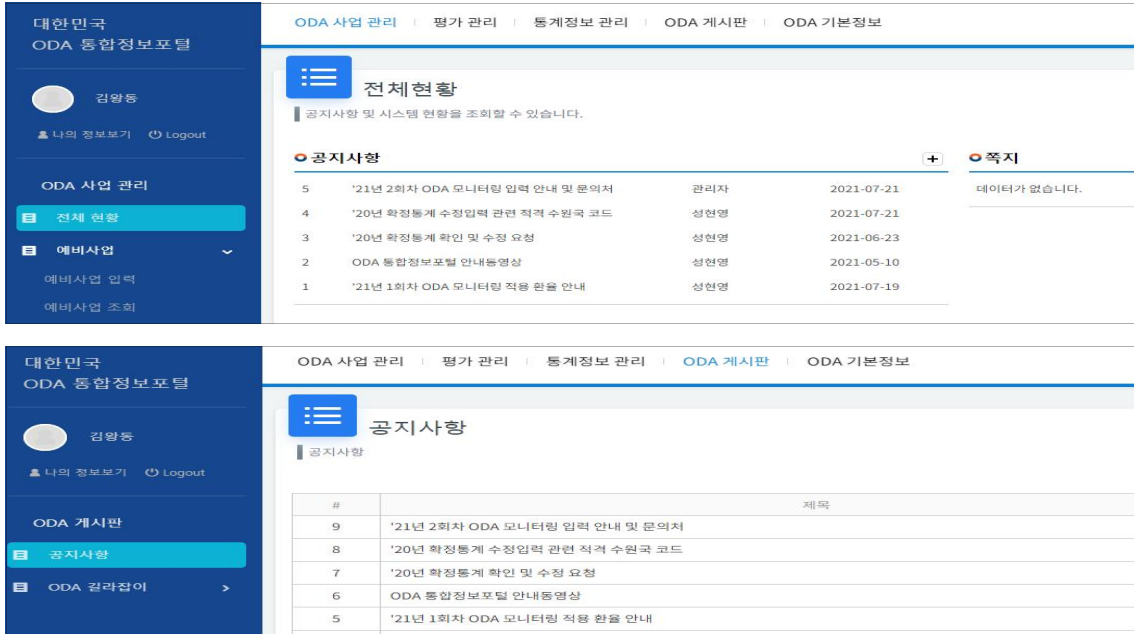 대한민국
ODA 통합정보포털
김왕동
나의 정보보기 Logout
ODA 사업 관리
전체 현황
예비사업
예비사업 입력
예비사업 조회
ODA 사업 관리 평가 관리 통계정보 관리 ODA 게시판 ODA 기본정보
전체현황
공지사항 및 시스템 현황을 조회할 수 있습니다.
공지사항 +
5 '21년 2회차 ODA 모니터링 입력 안내 및 문의처 관리자 2021-07-21
4 '20년 확정통계 수정입력 관련 적격 수원국 코드 성현영 2021-07-21
3 '20년 확정통계 확인 및 수정 요청 성현영 2021-06-23
2 ODA 통합정보포털 안내동영상 성현영 2021-05-10
1 '21년 1회차 ODA 모니터링 적용 환율 안내 성현영 2021-07-19
쪽지
데이터가 없습니다.
대한민국
ODA 통합정보포털
김왕동
나의 정보보기 Logout
ODA 게시판
공지사항
ODA 길라잡이
ODA 사업 관리 평가 관리 통계정보 관리 ODA 게시판 ODA 기본정보
공지사항
공지사항
# 제목
9 '21년 2회차 ODA 모니터링 입력 안내 및 문의처
8 '20년 확정통계 수정입력 관련 적격 수원국 코드
7 '20년 확정통계 확인 및 수정 요청
6 ODA 통합정보포털 안내동영상
5 '21년 1회차 ODA 모니터링 적용 환율 안내